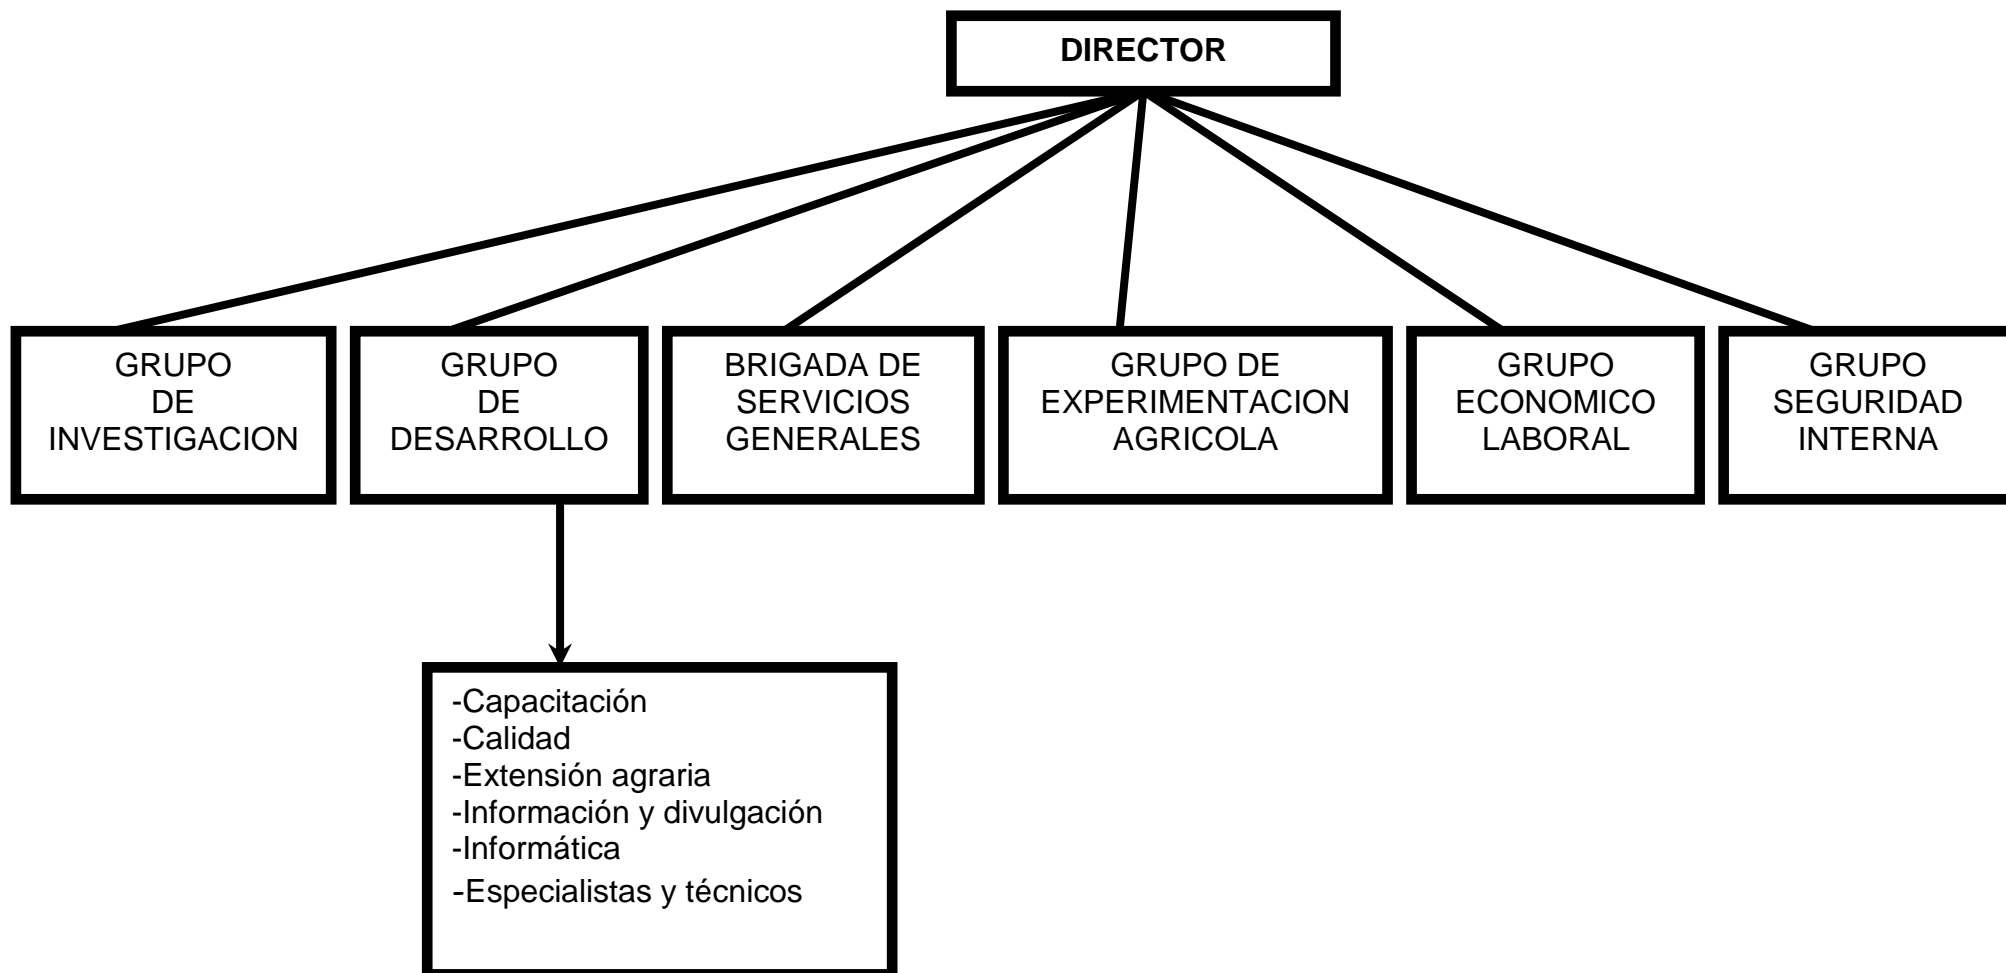 DIRECTOR
GRUPO
DE
INVESTIGACION
GRUPO
DE
DESARROLLO
BRIGADA DE
SERVICIOS
GENERALES
GRUPO DE
EXPERIMENTACION
AGRICOLA
GRUPO
ECONOMICO
LABORAL
GRUPO
SEGURIDAD
INTERNA
-Capacitación
-Calidad
-Extensión agraria
-Información y divulgación
-Informática
-Especialistas y técnicos